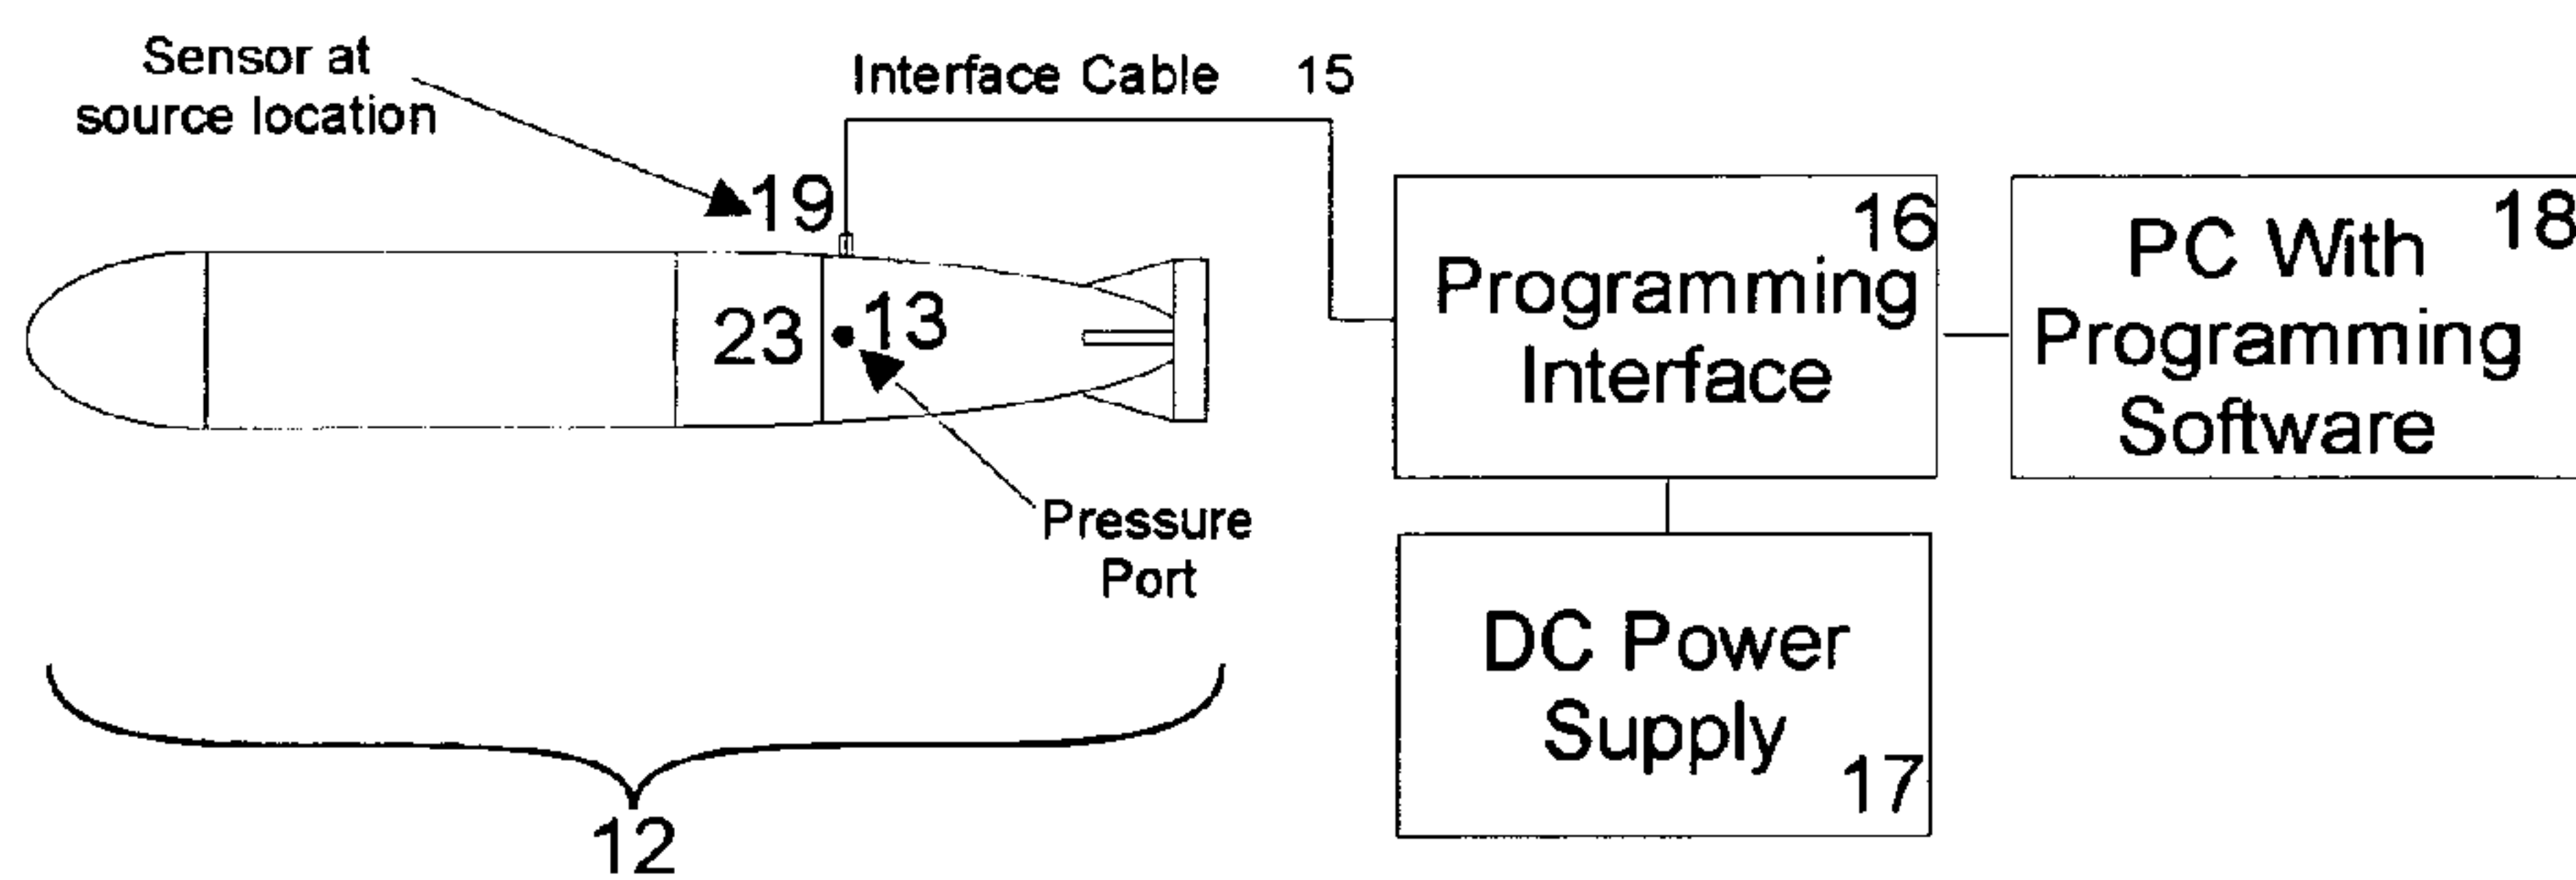 Sensor at
source location
Interface Cable 15
19
23
13
Pressure
Port
12
16
Programming
Interface
18
PC With
Programming
Software
DC Power
Supply
17